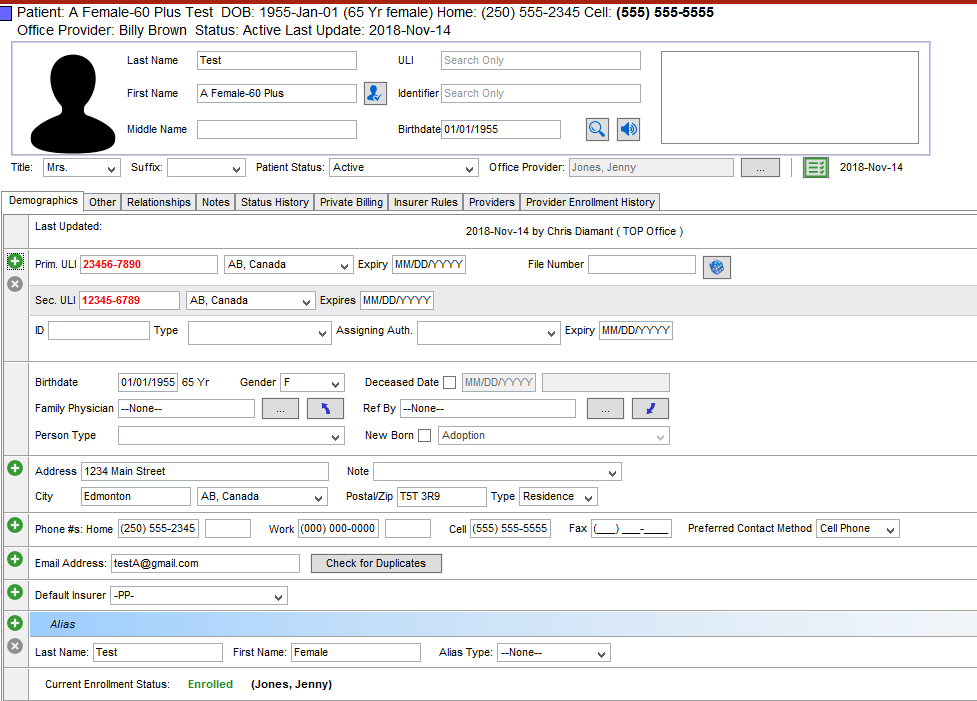 Patient: A Female-60 Plus Test DOB: 1955-Jan-01 (65 Yr female) Home: (250) 555-2345 Cell: (555) 555-5555
Office Provider: Billy Brown Status: Active Last Update: 2018-Nov-14
Last Name Test ULI Search Only
First Name A Female-60 Plus Identifier Search Only
Middle Name Birthdate 01/01/1955
Title: Mrs. Suffix: Patient Status: Active Office Provider: Jones, Jenny ... 2018-Nov-14
Demographics Other Relationships Notes Status History Private Billing Insurer Rules Providers Provider Enrollment History
Last Updated: 2018-Nov-14 by Chris Diamant ( TOP Office )
Prim. ULI 23456-7890 AB, Canada Expiry MM/DD/YYYY File Number
Sec. ULI 12345-6789 AB, Canada Expires MM/DD/YYYY
ID Type Assigning Auth. Expiry MM/DD/YYYY
Birthdate 01/01/1955 65 Yr Gender F Deceased Date MM/DD/YYYY
Family Physician --None-- ... Ref By --None-- ...
Person Type New Born Adoption
Address 1234 Main Street Note
City Edmonton AB, Canada Postal/Zip T5T 3R9 Type Residence
Phone #s: Home (250) 555-2345 Work (000) 000-0000 Cell (555) 555-5555 Fax (___) ___-____ Preferred Contact Method Cell Phone
Email Address: testA@gmail.com Check for Duplicates
Default Insurer -PP-
Alias
Last Name: Test First Name: Female Alias Type: --None--
Current Enrollment Status: Enrolled (Jones, Jenny)